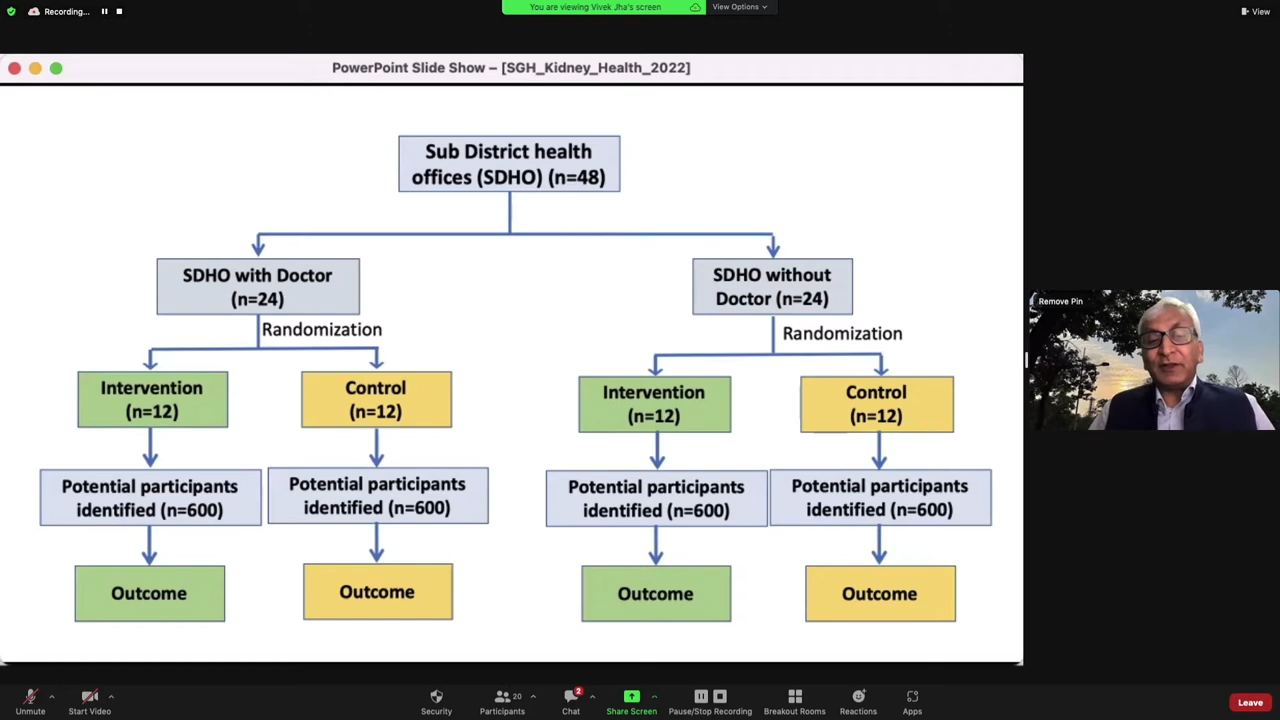 Recording...
You are viewing Vivek Jha's screen
View Options
View
PowerPoint Slide Show – [SGH_Kidney_Health_2022]
Sub District health
offices (SDHO) (n=48)
SDHO with Doctor
(n=24)
SDHO without
Doctor (n=24)
Randomization
Randomization
Intervention
(n=12)
Control
(n=12)
Intervention
(n=12)
Control
(n=12)
Potential participants
identified (n=600)
Potential participants
identified (n=600)
Potential participants
identified (n=600)
Potential participants
identified (n=600)
Outcome
Outcome
Outcome
Outcome
Remove Pin
Unmute
Start Video
Security
Participants
20
Chat
2
Share Screen
Pause/Stop Recording
Breakout Rooms
Reactions
Apps
Leave